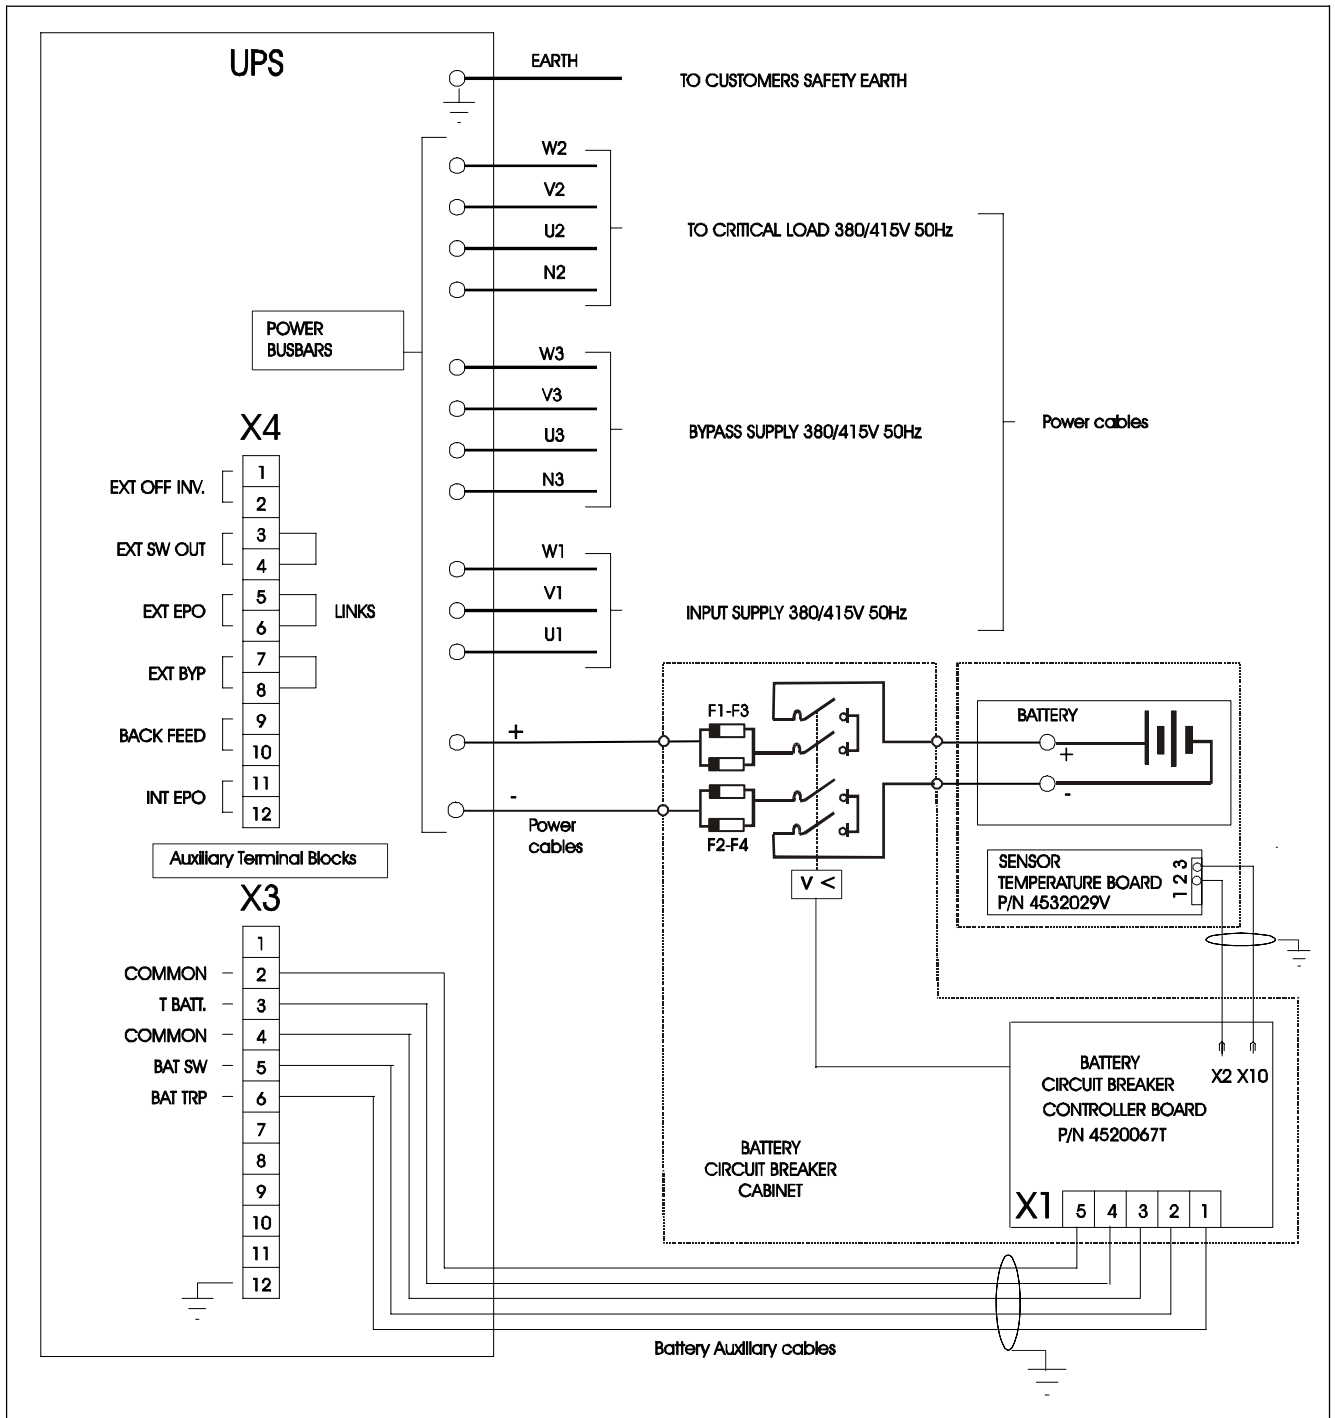 UPS
EARTH
TO CUSTOMERS SAFETY EARTH
W2
V2
U2
N2
TO CRITICAL LOAD 380/415V 50Hz
POWER
BUSBARS
W3
V3
U3
N3
BYPASS SUPPLY 380/415V 50Hz
Power cables
W1
V1
U1
INPUT SUPPLY 380/415V 50Hz
X4
EXT OFF INV.
1
2
EXT SW OUT
3
4
EXT EPO
5
6
LINKS
EXT BYP
7
8
BACK FEED
9
10
INT EPO
11
12
+
-
Power
cables
F1-F3
F2-F4
V <
BATTERY
+
-
SENSOR
TEMPERATURE BOARD
P/N 4532029V
1 2 3
Auxiliary Terminal Blocks
X3
1
COMMON - 2
T BATT. - 3
COMMON - 4
BAT SW - 5
BAT TRP - 6
7
8
9
10
11
12
BATTERY
CIRCUIT BREAKER
CABINET
X2 X10
BATTERY
CIRCUIT BREAKER
CONTROLLER BOARD
P/N 4520067T
X1 5 4 3 2 1
Battery Auxiliary cables